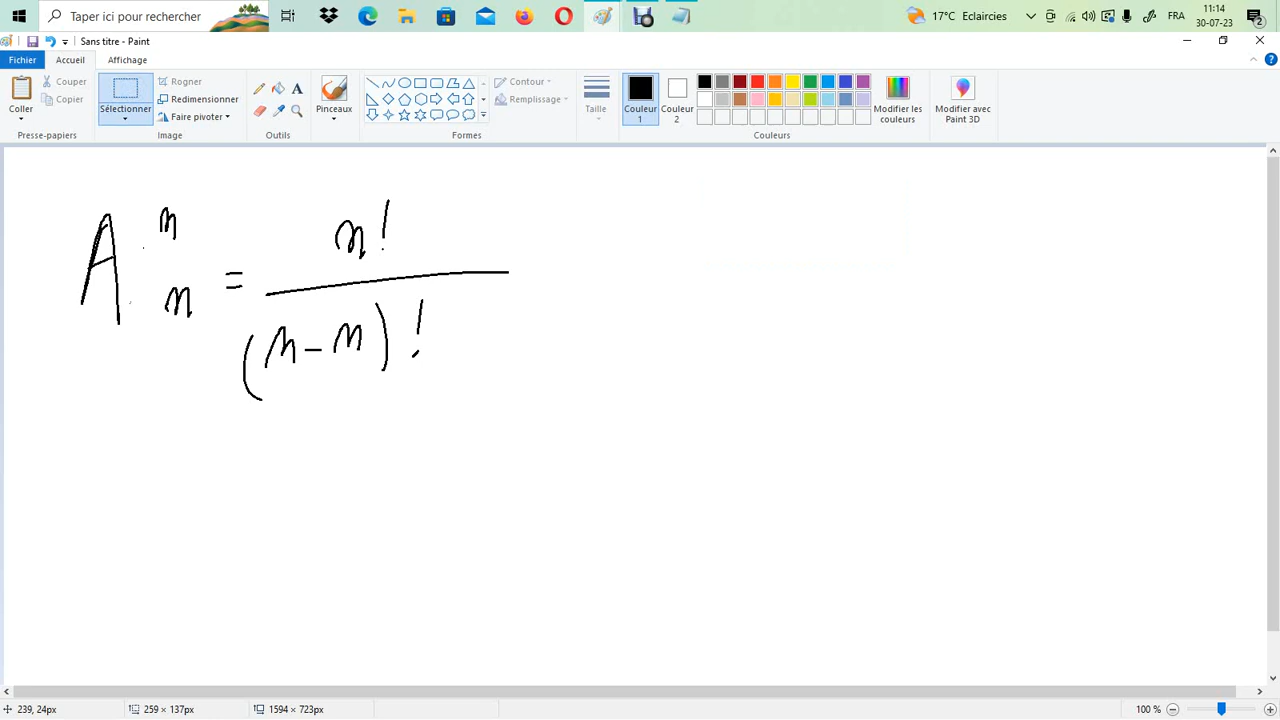 Taper ici pour rechercher
17°C Eclaircies
FRA
11:14
30-07-23
2
Sans titre - Paint
Fichier
Accueil
Affichage
Coller
Couper
Copier
Presse-papiers
Sélectionner
Rogner
Redimensionner
Faire pivoter
Image
A
Outils
Pinceaux
Contour
Remplissage
Formes
Taille
Couleur 1
Couleur 2
Modifier les couleurs
Couleurs
Modifier avec Paint 3D
A n n = n! / (n-n)!
239, 24px
259 × 137px
1594 × 723px
100 %